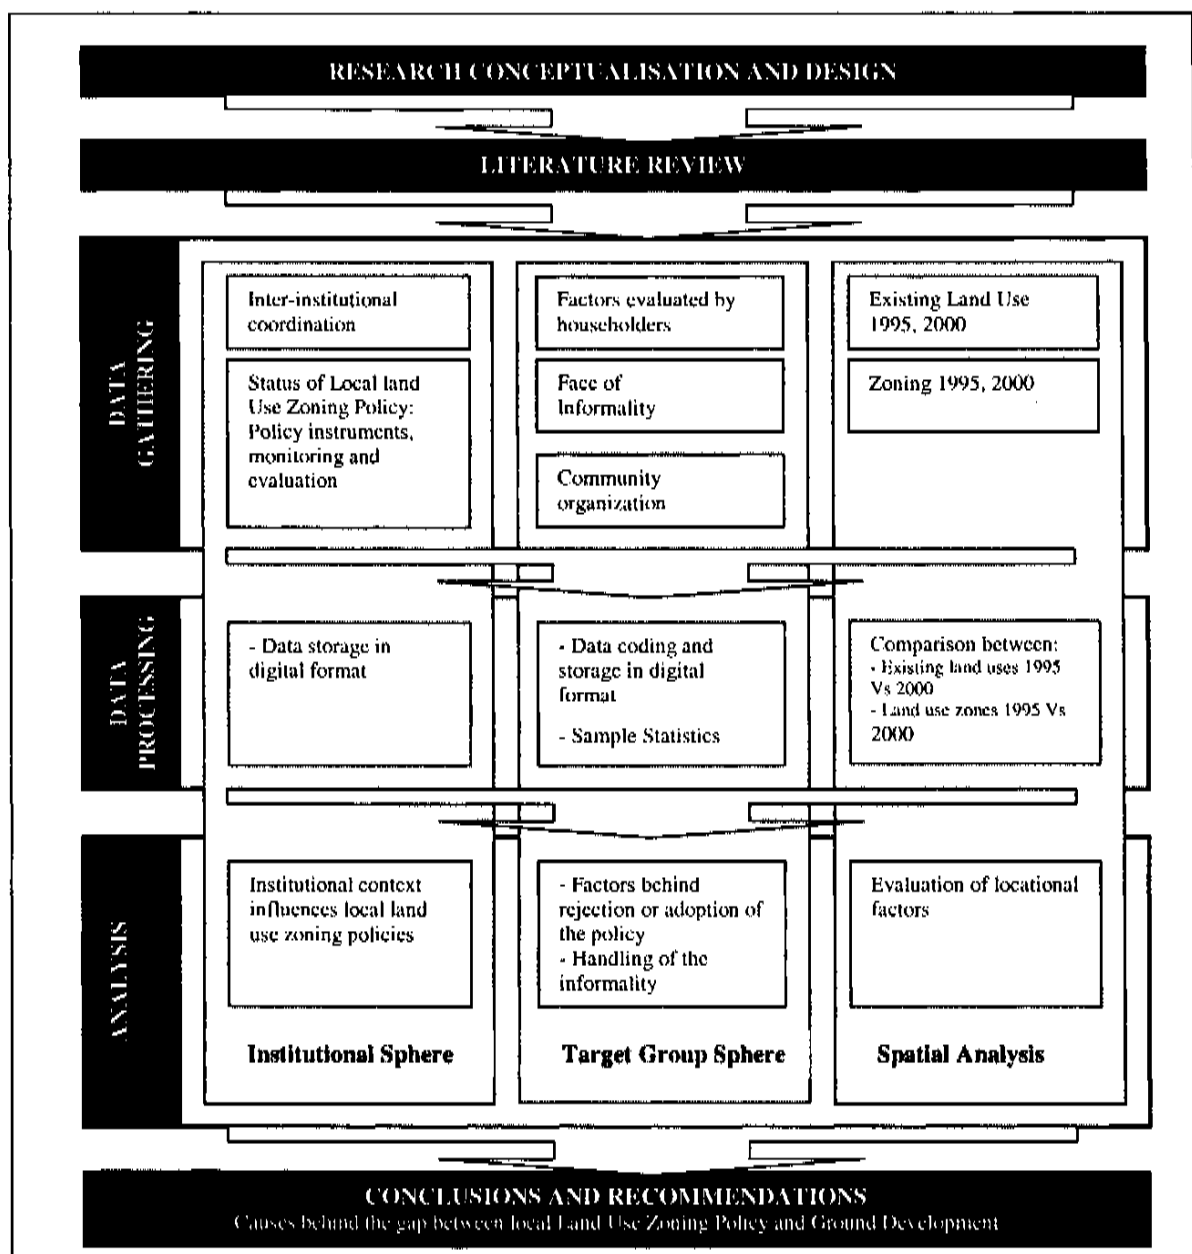 RESEARCH CONCEPTUALISATION AND DESIGN
LITERATURE REVIEW
DATA
GATHERING
Inter-institutional
coordination
Status of Local land
Use Zoning Policy:
Policy instruments,
monitoring and
evaluation
Factors evaluated by
householders
Face of
Informality
Community
organization
Existing Land Use
1995, 2000
Zoning 1995, 2000
DATA
PROCESSING
- Data storage in
digital format
- Data coding and
storage in digital
format
- Sample Statistics
Comparison between:
- Existing land uses 1995
Vs 2000
- Land use zones 1995 Vs
2000
ANALYSIS
Institutional context
influences local land
use zoning policies
- Factors behind
rejection or adoption of
the policy
- Handling of the
informality
Evaluation of locational
factors
Institutional Sphere
Target Group Sphere
Spatial Analysis
CONCLUSIONS AND RECOMMENDATIONS
Causes behind the gap between local Land Use Zoning Policy and Ground Development